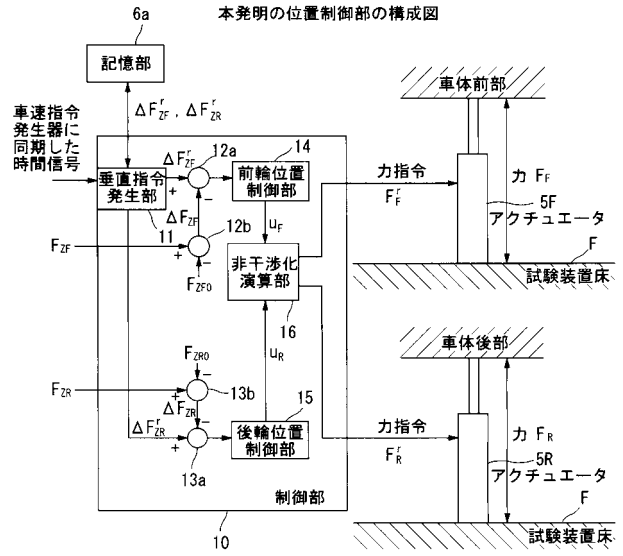 本発明の位置制御部の構成図
6a
記憶部
ΔF^r_ZF , ΔF^r_ZR
車速指令
発生器に
同期した
時間信号
垂直指令
発生部
11
ΔF^r_ZF
+
−
12a
14
前輪位置
制御部
ΔF_ZF
u_F
F_ZF
+
−
12b
F_ZF0
非干渉化
演算部
16
u_R
F_ZR0
−
F_ZR
+
13b
ΔF_ZR
−
ΔF^r_ZR
+
13a
15
後輪位置
制御部
制御部
10
力指令
F^r_F
力指令
F^r_R
車体前部
力 F_F
5F
アクチュエータ
F
試験装置床
車体後部
力 F_R
5R
アクチュエータ
F
試験装置床